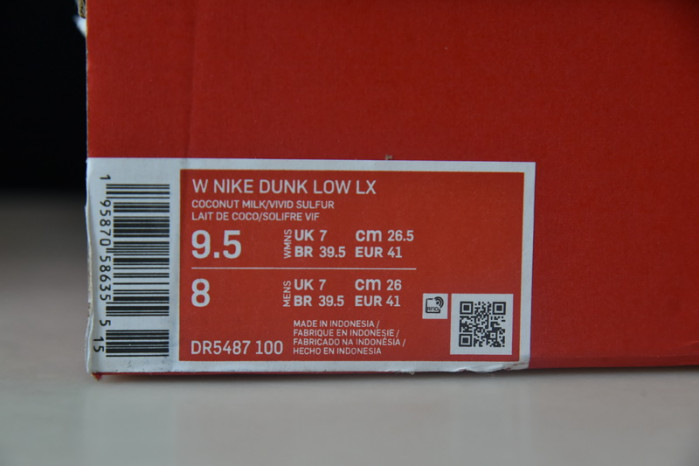 W NIKE DUNK LOW LX
COCONUT MILK/VIVID SULFUR
LAIT DE COCO/SOLIFRE VIF
9.5 WMNS UK 7 cm 26.5
BR 39.5 EUR 41
8 MENS UK 7 cm 26
BR 39.5 EUR 41
MADE IN INDONESIA /
FABRIQUE EN INDONESIE /
FABRICADO NA INDONÉSIA /
HECHO EN INDONESIA
DR5487 100
1 95870 58635 5 15